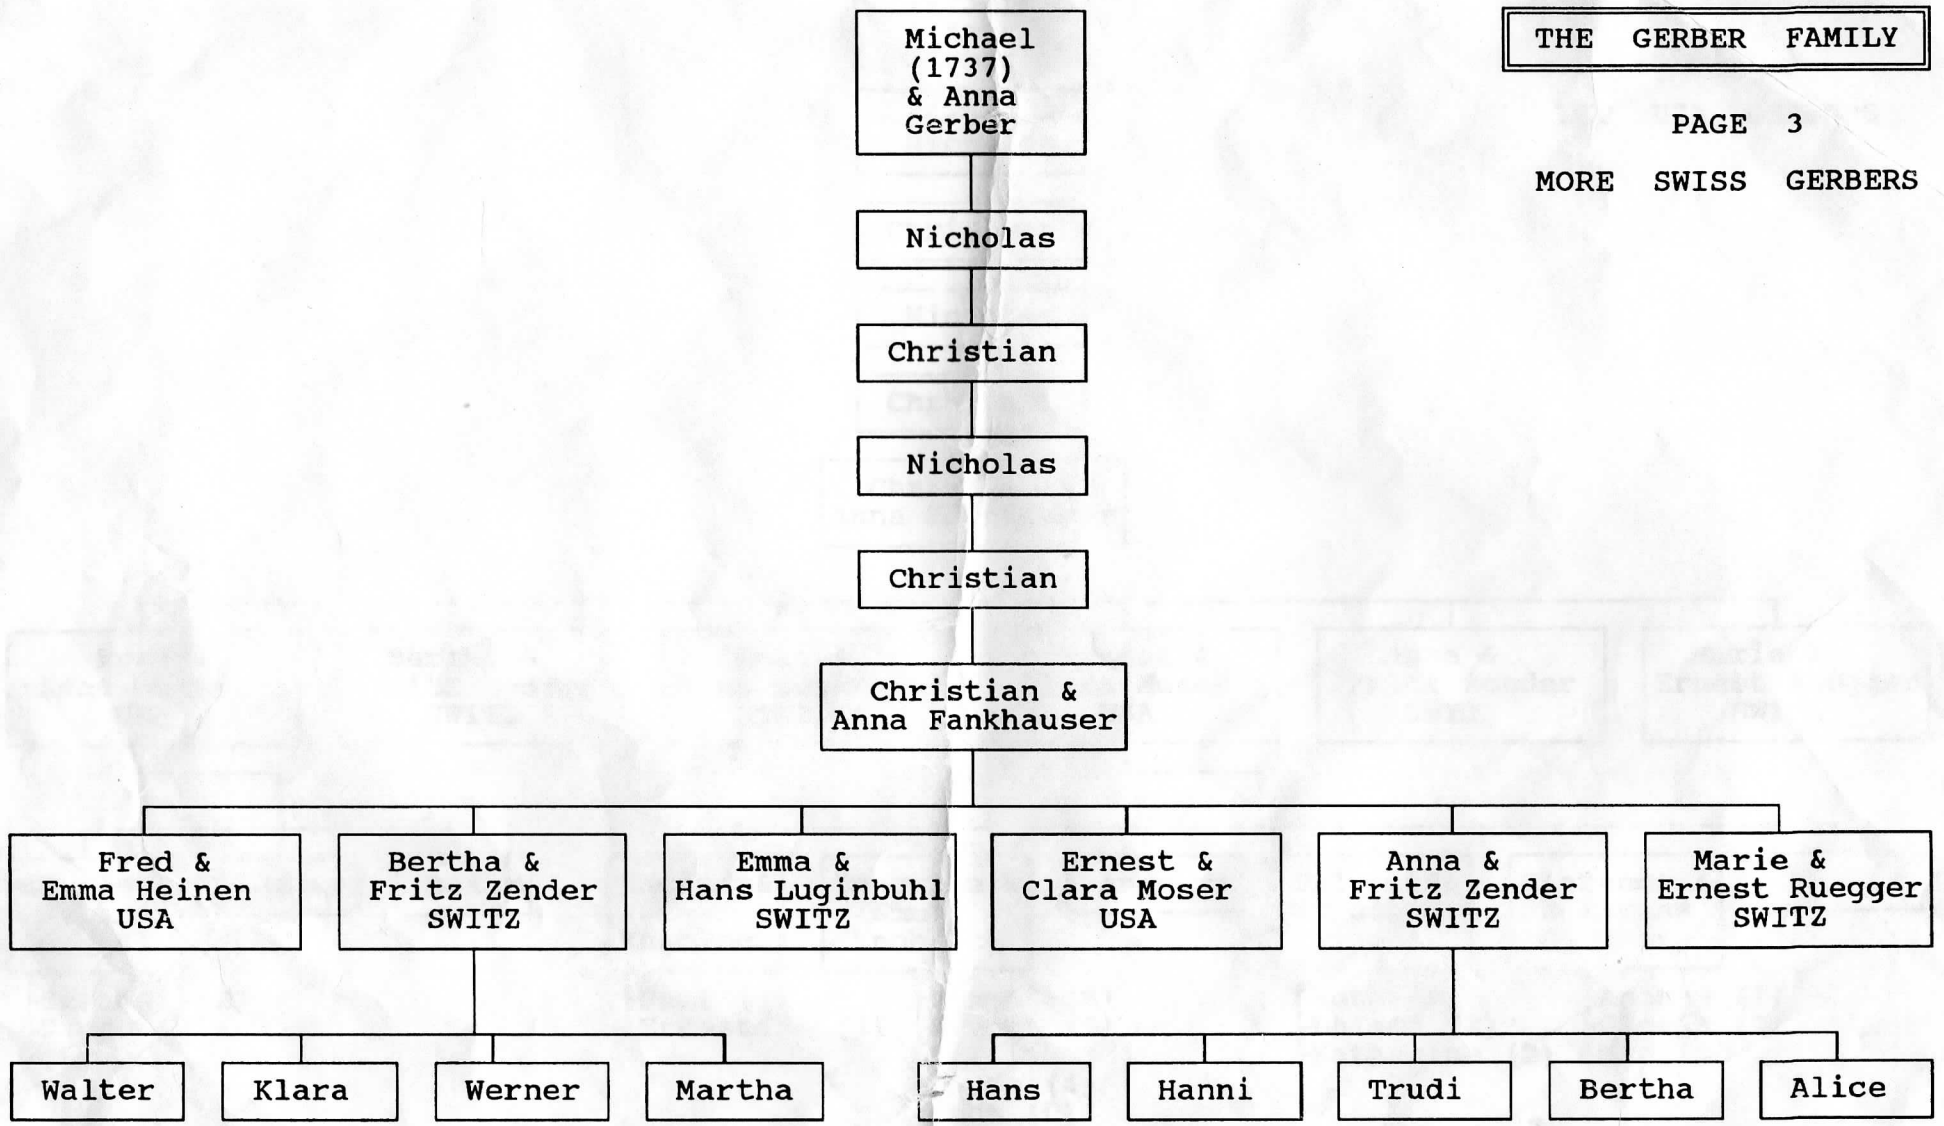 THE GERBER FAMILY
PAGE 3
MORE SWISS GERBERS
Michael
(1737)
& Anna
Gerber
Nicholas
Christian
Nicholas
Christian
Christian &
Anna Fankhauser
Fred &
Emma Heinen
USA
Bertha &
Fritz Zender
SWITZ
Emma &
Hans Luginbuhl
SWITZ
Ernest &
Clara Moser
USA
Anna &
Fritz Zender
SWITZ
Marie &
Ernest Ruegger
SWITZ
Walter
Klara
Werner
Martha
Hans
Hanni
Trudi
Bertha
Alice